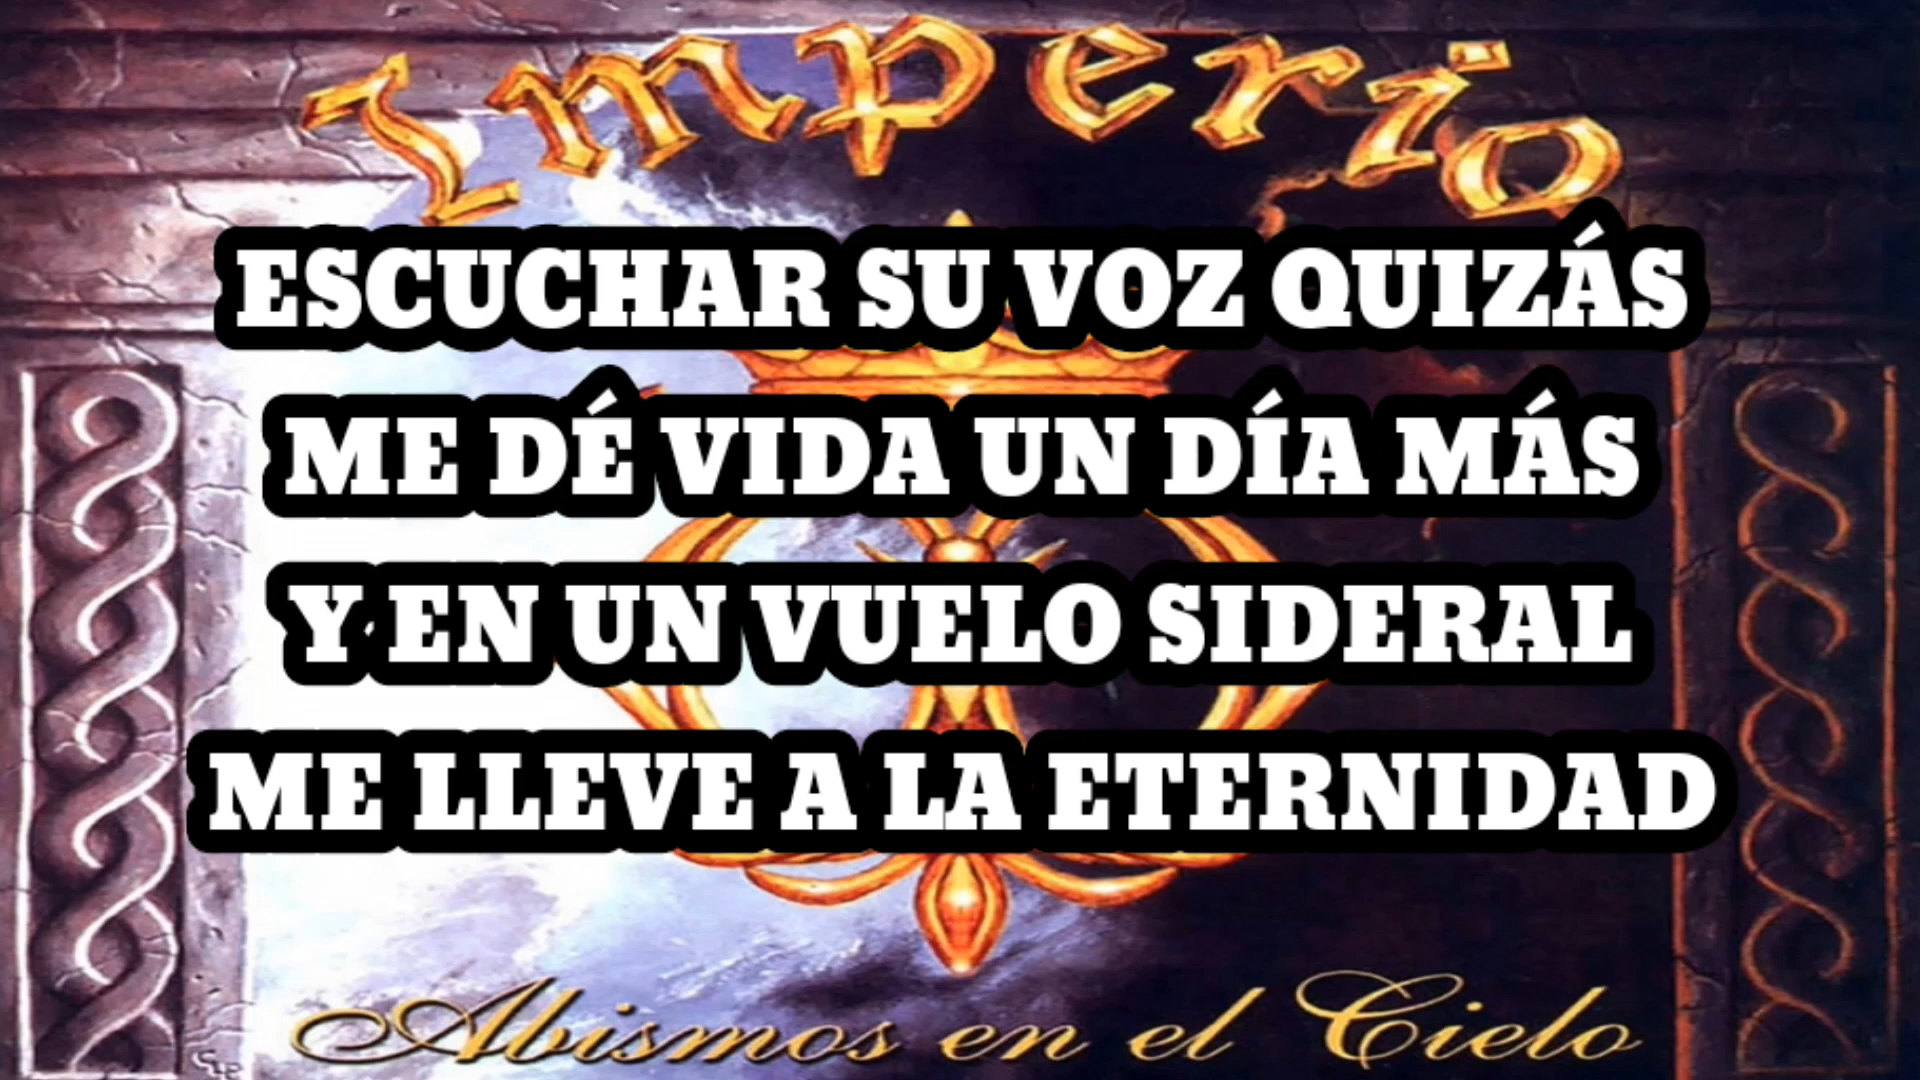 Imperio
ESCUCHAR SU VOZ QUIZÁS
ME DÉ VIDA UN DÍA MÁS
Y EN UN VUELO SIDERAL
ME LLEVE A LA ETERNIDAD
Abismos en el Cielo